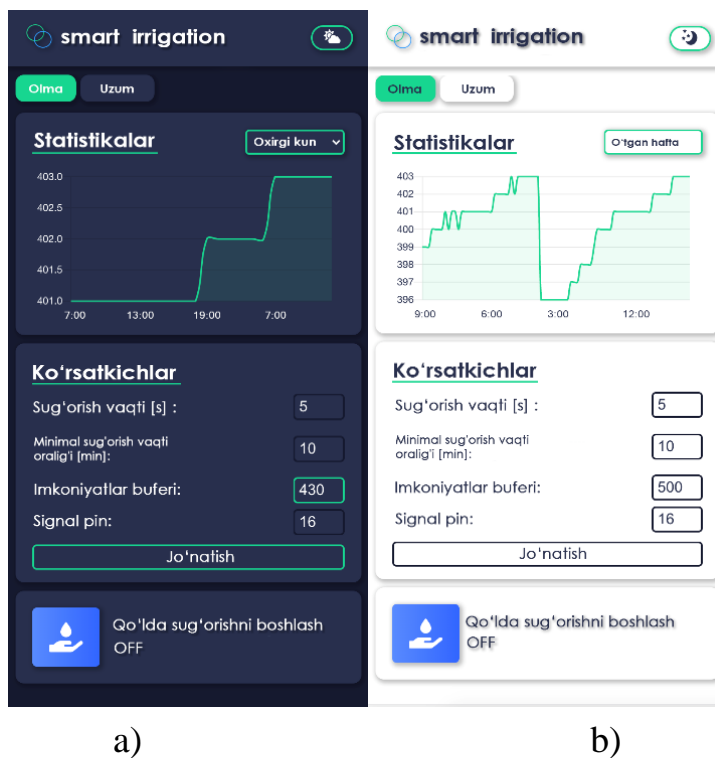 smart irrigation
Olma Uzum
Statistikalar Oxirgi kun
403.0
402.5
402.0
401.5
401.0
7:00 13:00 19:00 7:00
Ko‘rsatkichlar
Sug‘orish vaqti [s] : 5
Minimal sug'orish vaqti
oralig'i [min]: 10
Imkoniyatlar buferi: 430
Signal pin: 16
Jo‘natish
Qo‘lda sug‘orishni boshlash
OFF
a)
smart irrigation
Olma Uzum
Statistikalar O‘tgan hafta
403
402
401
400
399
398
397
396
9:00 6:00 3:00 12:00
Ko‘rsatkichlar
Sug‘orish vaqti [s] : 5
Minimal sug'orish vaqti
oralig'i [min]: 10
Imkoniyatlar buferi: 500
Signal pin: 16
Jo‘natish
Qo‘lda sug‘orishni boshlash
OFF
b)